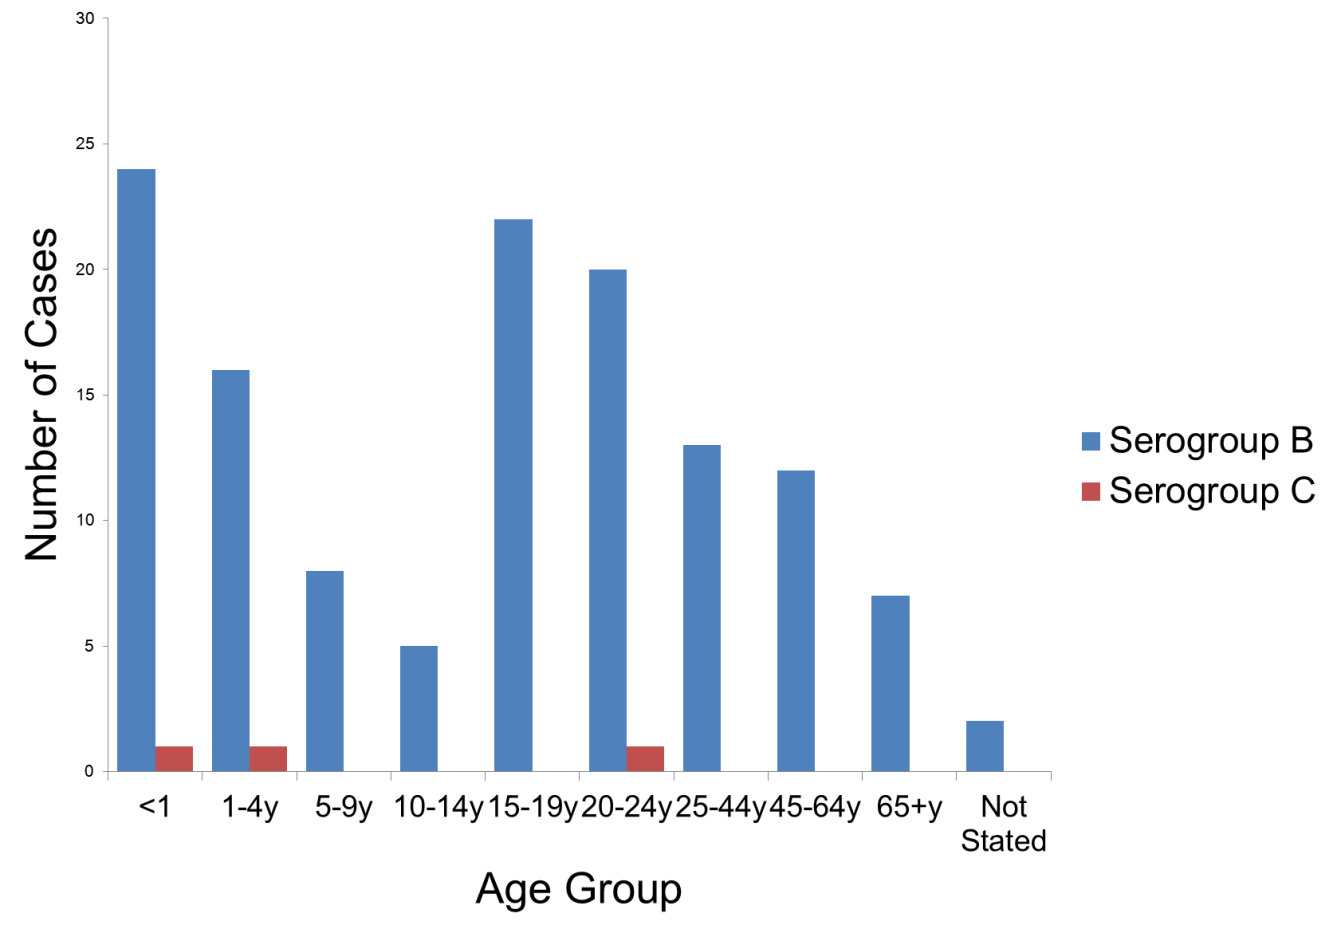 30
25
20
15
10
5
0
Number of Cases
<1 1-4y 5-9y 10-14y 15-19y 20-24y 25-44y 45-64y 65+y Not
Stated
Age Group
Serogroup B
Serogroup C